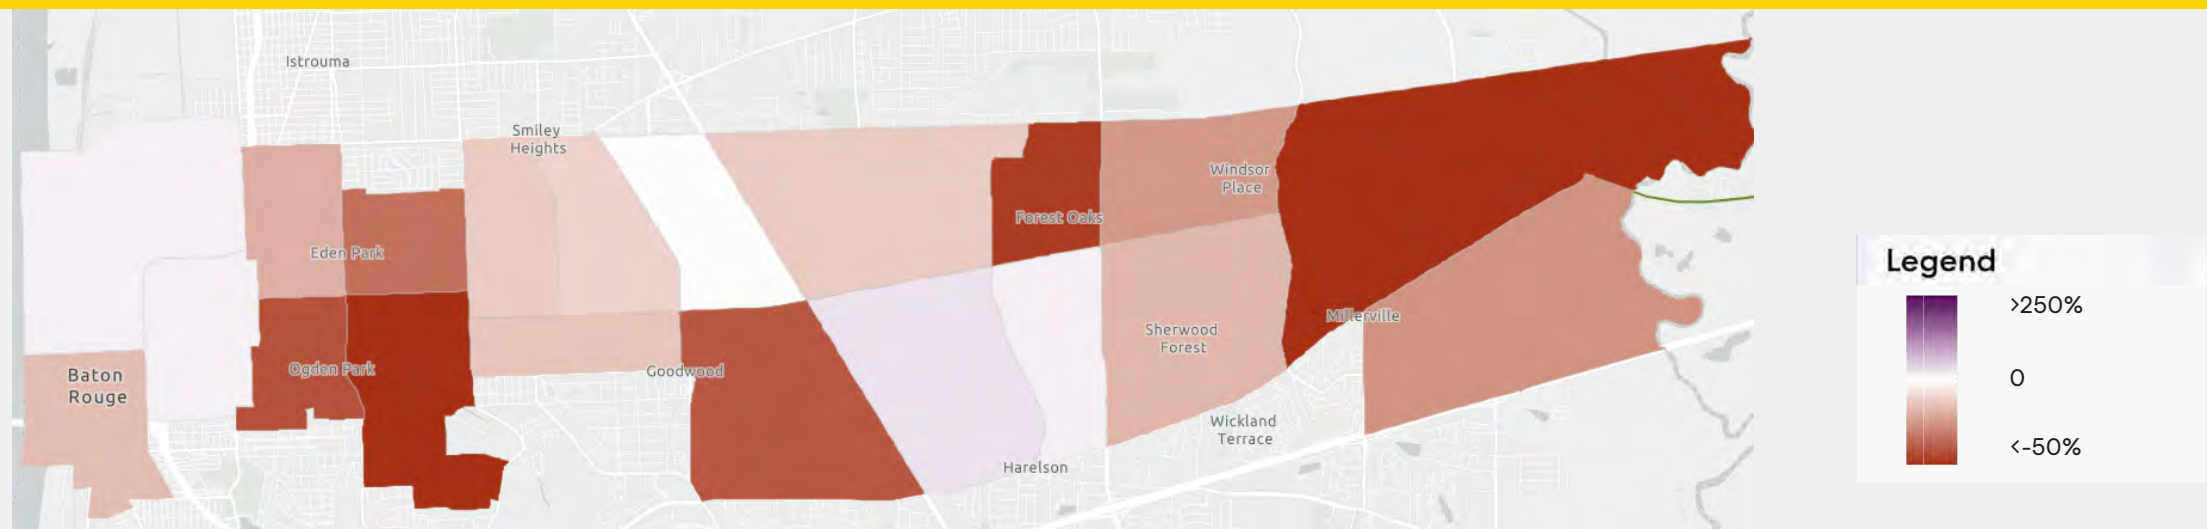 Istrouma
Smiley
Heights
Windsor
Place
Forest Oaks
Eden Park
Millerville
Sherwood
Forest
Ogden Park
Goodwood
Baton
Rouge
Wickland
Terrace
Harelson
Legend
>250%
0
<-50%